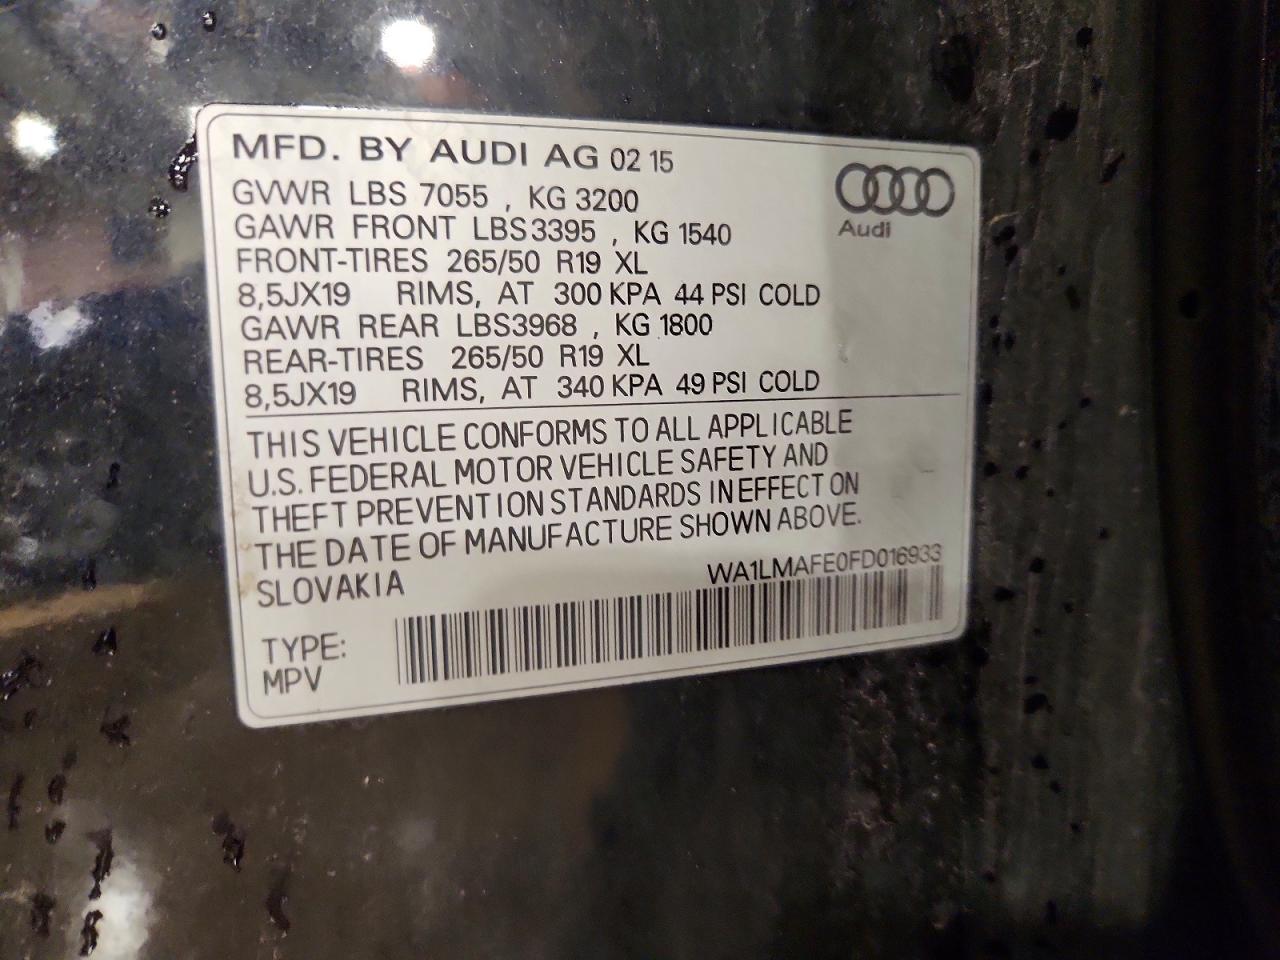 MFD. BY AUDI AG 02 15
Audi
GVWR LBS 7055 , KG 3200
GAWR FRONT LBS3395 , KG 1540
FRONT-TIRES 265/50 R19 XL
8,5JX19 RIMS, AT 300 KPA 44 PSI COLD
GAWR REAR LBS3968 , KG 1800
REAR-TIRES 265/50 R19 XL
8,5JX19 RIMS, AT 340 KPA 49 PSI COLD
THIS VEHICLE CONFORMS TO ALL APPLICABLE
U.S. FEDERAL MOTOR VEHICLE SAFETY AND
THEFT PREVENTION STANDARDS IN EFFECT ON
THE DATE OF MANUFACTURE SHOWN ABOVE.
SLOVAKIA
WA1LMAFE0FD016933
TYPE:
MPV